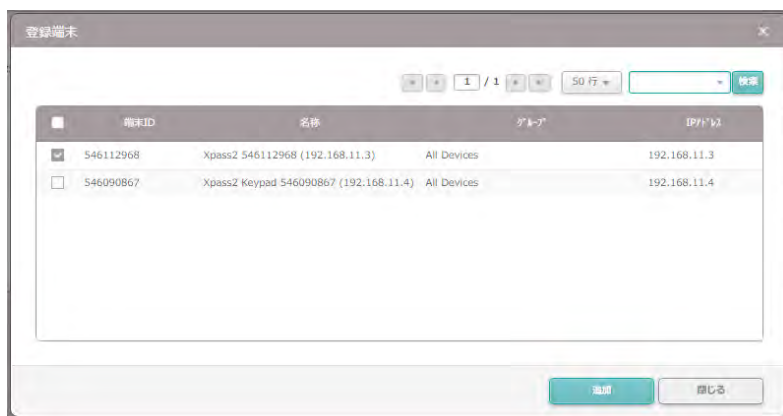 登録端末
1 / 1 50 行 検索
端末ID 名称 グループ IPアドレス
546112968 Xpass2 546112968 (192.168.11.3) All Devices 192.168.11.3
546090867 Xpass2 Keypad 546090867 (192.168.11.4) All Devices 192.168.11.4
追加 閉じる